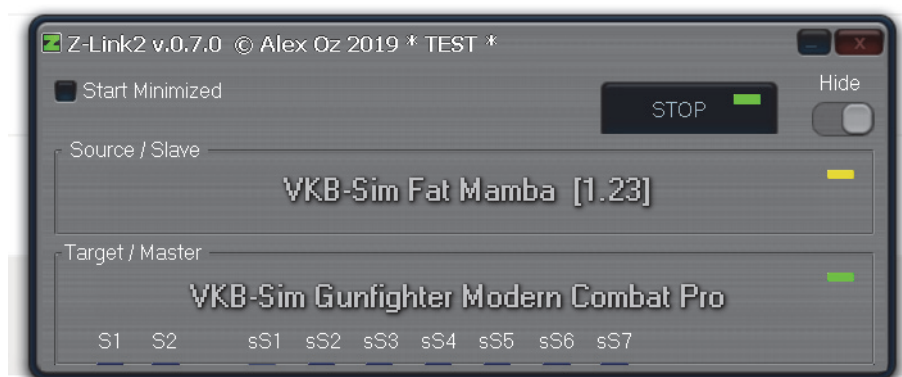 Z-Link2 v.0.7.0 © Alex Oz 2019 * TEST *
Start Minimized
STOP
Hide
Source / Slave
VKB-Sim Fat Mamba [1.23]
Target / Master
VKB-Sim Gunfighter Modern Combat Pro
S1 S2 sS1 sS2 sS3 sS4 sS5 sS6 sS7